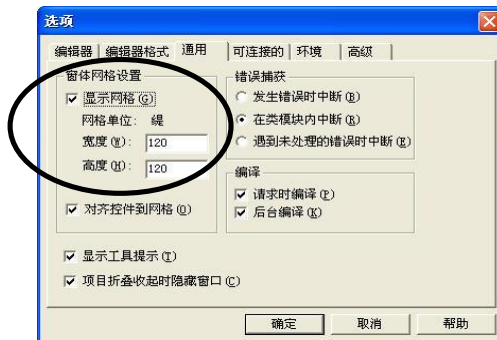 选项
编辑器 编辑器格式 通用 可连接的 环境 高级
窗体网格设置
显示网格(G)
网格单位: 缇
宽度(W): 120
高度(H): 120
对齐控件到网格(O)
错误捕获
发生错误时中断(B)
在类模块内中断(B)
遇到未处理的错误时中断(E)
编译
请求时编译(P)
后台编译(K)
显示工具提示(T)
项目折叠收起时隐藏窗口(C)
确定 取消 帮助